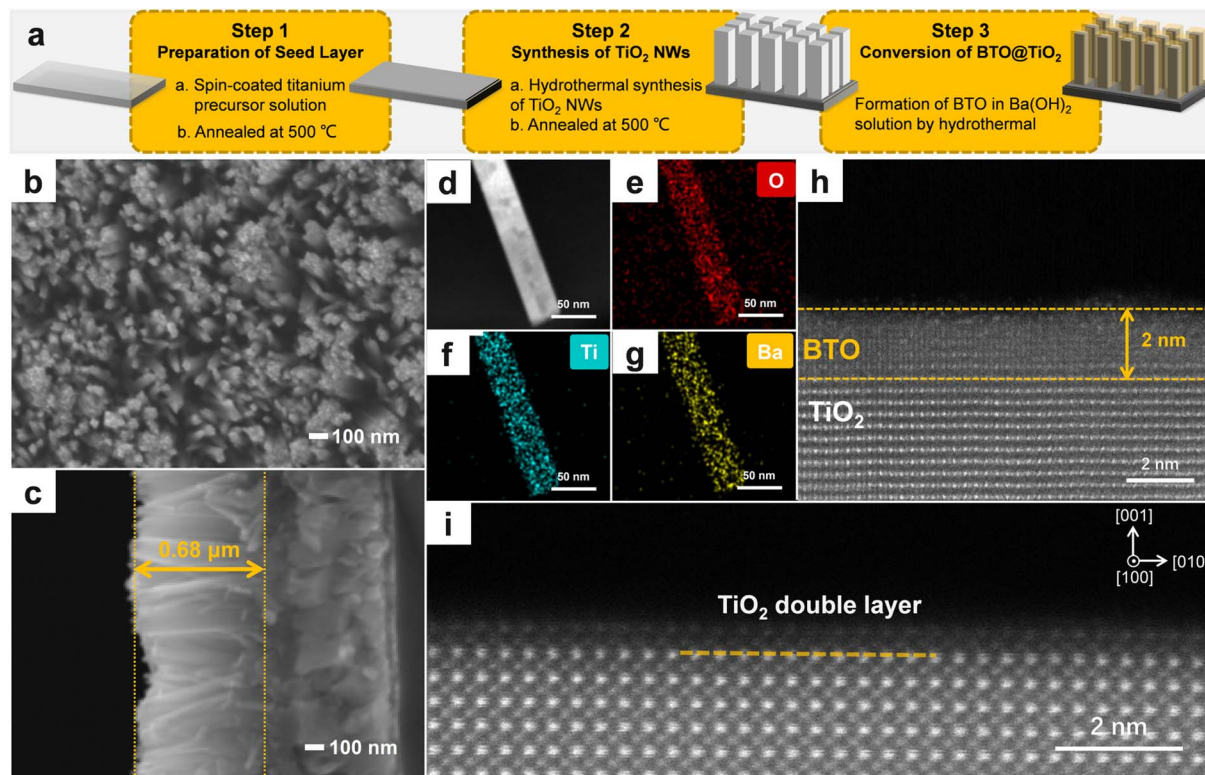 a
Step 1
Preparation of Seed Layer
a. Spin-coated titanium
precursor solution
b. Annealed at 500 ℃
Step 2
Synthesis of TiO₂ NWs
a. Hydrothermal synthesis
of TiO₂ NWs
b. Annealed at 500 ℃
Step 3
Conversion of BTO@TiO₂
Formation of BTO in Ba(OH)₂
solution by hydrothermal
b
100 nm
c
0.68 μm
100 nm
d
50 nm
e
O
50 nm
f
Ti
50 nm
g
Ba
50 nm
h
BTO
2 nm
TiO₂
2 nm
i
[001]
[010]
[100]
TiO₂ double layer
2 nm